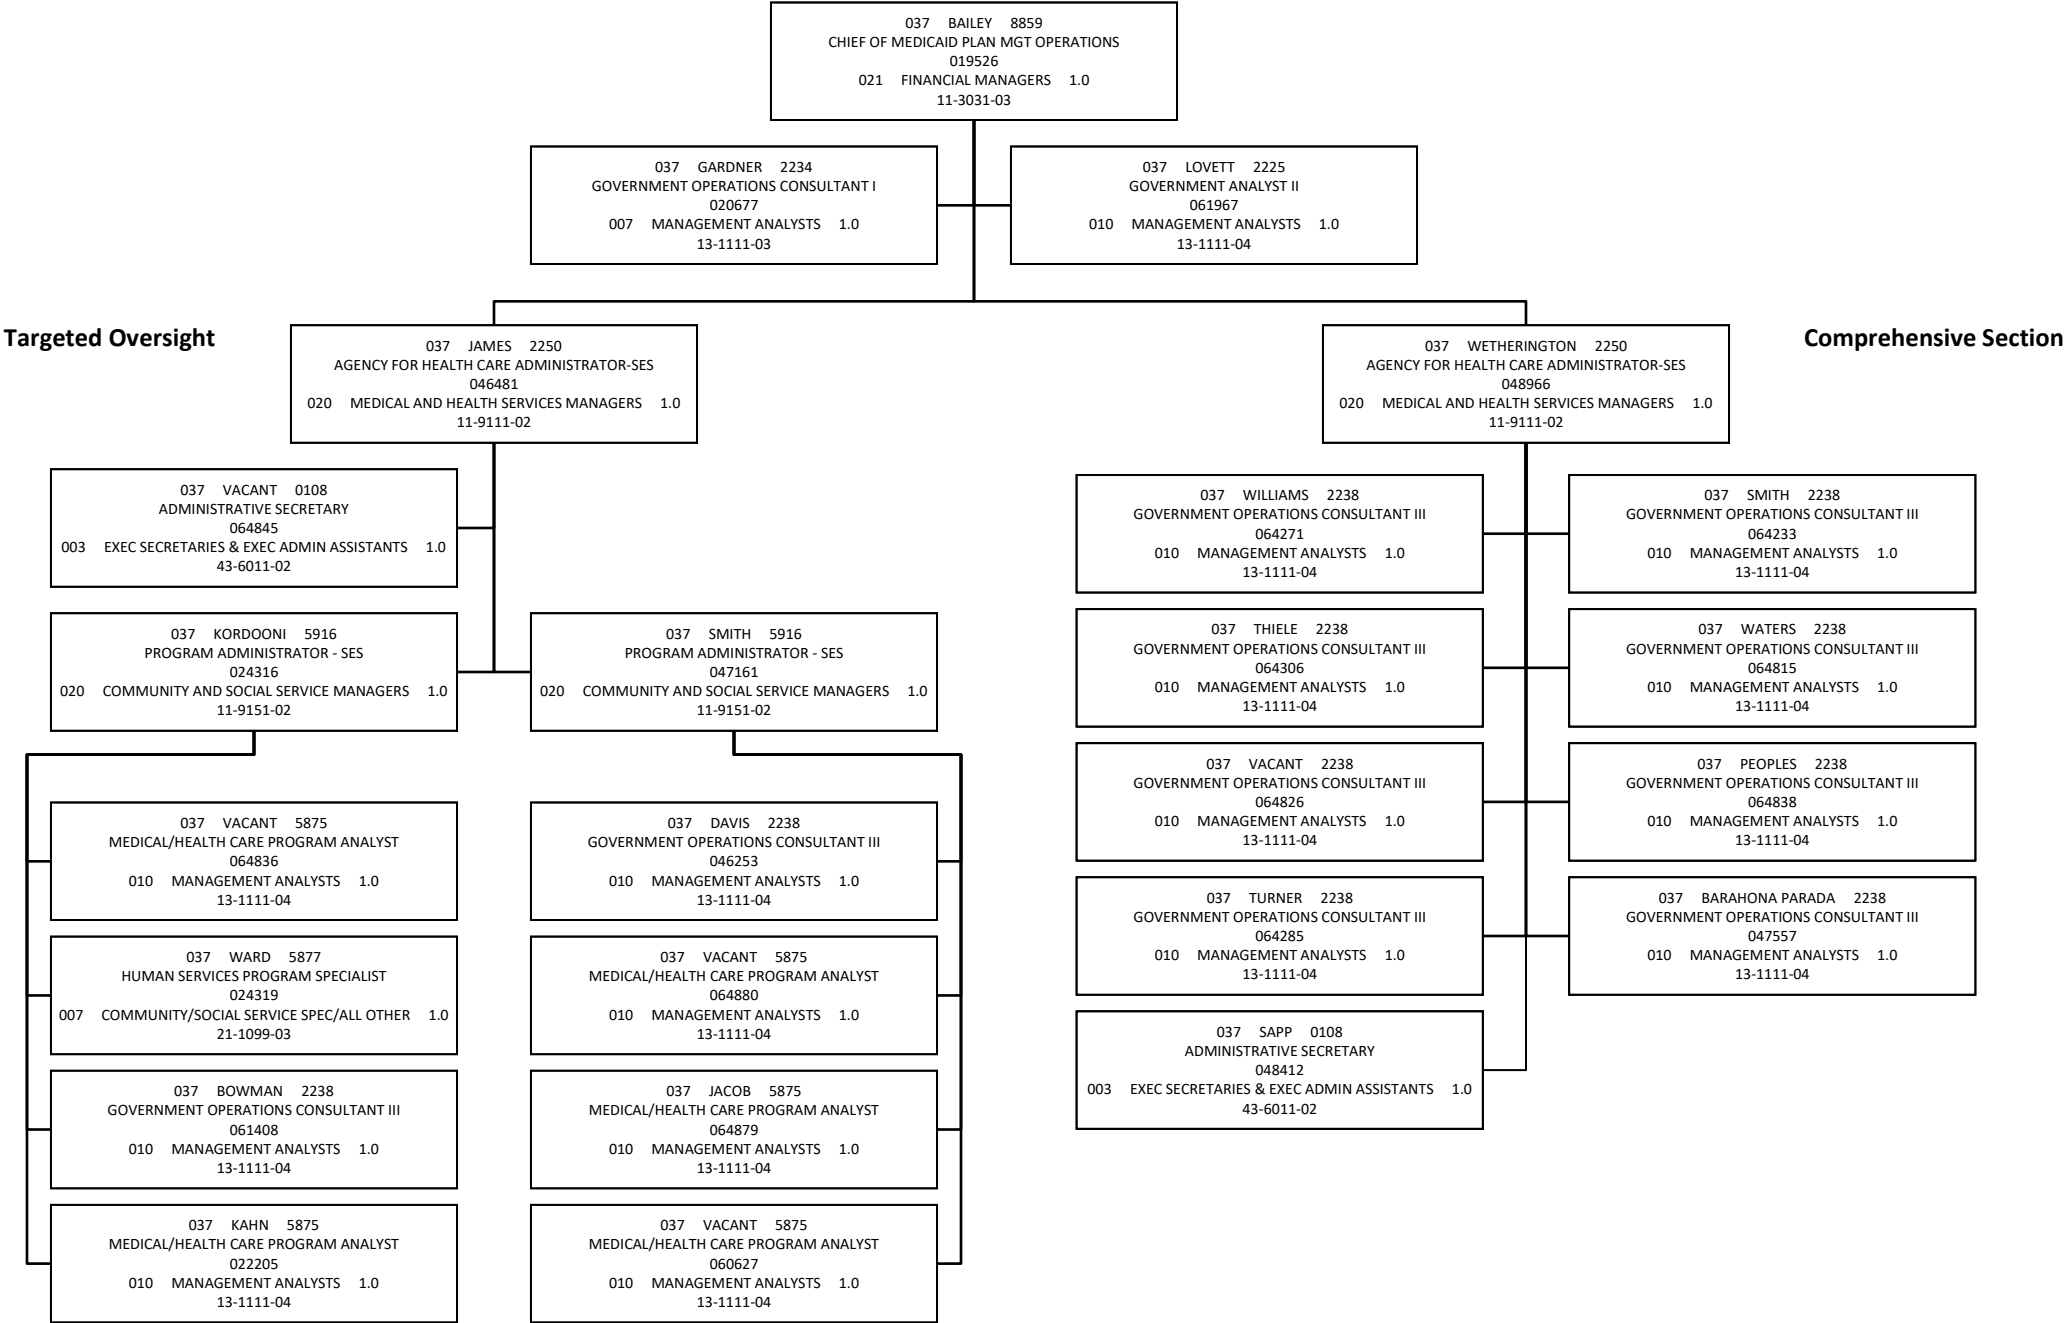 037 BAILEY 8859
CHIEF OF MEDICAID PLAN MGT OPERATIONS
019526
021 FINANCIAL MANAGERS 1.0
11-3031-03
037 GARDNER 2234
GOVERNMENT OPERATIONS CONSULTANT I
020677
007 MANAGEMENT ANALYSTS 1.0
13-1111-03
037 LOVETT 2225
GOVERNMENT ANALYST II
061967
010 MANAGEMENT ANALYSTS 1.0
13-1111-04
Targeted Oversight
037 JAMES 2250
AGENCY FOR HEALTH CARE ADMINISTRATOR-SES
046481
020 MEDICAL AND HEALTH SERVICES MANAGERS 1.0
11-9111-02
037 VACANT 0108
ADMINISTRATIVE SECRETARY
064845
003 EXEC SECRETARIES & EXEC ADMIN ASSISTANTS 1.0
43-6011-02
037 KORDOONI 5916
PROGRAM ADMINISTRATOR - SES
024316
020 COMMUNITY AND SOCIAL SERVICE MANAGERS 1.0
11-9151-02
037 SMITH 5916
PROGRAM ADMINISTRATOR - SES
047161
020 COMMUNITY AND SOCIAL SERVICE MANAGERS 1.0
11-9151-02
037 VACANT 5875
MEDICAL/HEALTH CARE PROGRAM ANALYST
064836
010 MANAGEMENT ANALYSTS 1.0
13-1111-04
037 WARD 5877
HUMAN SERVICES PROGRAM SPECIALIST
024319
007 COMMUNITY/SOCIAL SERVICE SPEC/ALL OTHER 1.0
21-1099-03
037 BOWMAN 2238
GOVERNMENT OPERATIONS CONSULTANT III
061408
010 MANAGEMENT ANALYSTS 1.0
13-1111-04
037 KAHN 5875
MEDICAL/HEALTH CARE PROGRAM ANALYST
022205
010 MANAGEMENT ANALYSTS 1.0
13-1111-04
037 DAVIS 2238
GOVERNMENT OPERATIONS CONSULTANT III
046253
010 MANAGEMENT ANALYSTS 1.0
13-1111-04
037 VACANT 5875
MEDICAL/HEALTH CARE PROGRAM ANALYST
064880
010 MANAGEMENT ANALYSTS 1.0
13-1111-04
037 JACOB 5875
MEDICAL/HEALTH CARE PROGRAM ANALYST
064879
010 MANAGEMENT ANALYSTS 1.0
13-1111-04
037 VACANT 5875
MEDICAL/HEALTH CARE PROGRAM ANALYST
060627
010 MANAGEMENT ANALYSTS 1.0
13-1111-04
Comprehensive Section
037 WETHERINGTON 2250
AGENCY FOR HEALTH CARE ADMINISTRATOR-SES
048966
020 MEDICAL AND HEALTH SERVICES MANAGERS 1.0
11-9111-02
037 WILLIAMS 2238
GOVERNMENT OPERATIONS CONSULTANT III
064271
010 MANAGEMENT ANALYSTS 1.0
13-1111-04
037 SMITH 2238
GOVERNMENT OPERATIONS CONSULTANT III
064233
010 MANAGEMENT ANALYSTS 1.0
13-1111-04
037 THIELE 2238
GOVERNMENT OPERATIONS CONSULTANT III
064306
010 MANAGEMENT ANALYSTS 1.0
13-1111-04
037 WATERS 2238
GOVERNMENT OPERATIONS CONSULTANT III
064815
010 MANAGEMENT ANALYSTS 1.0
13-1111-04
037 VACANT 2238
GOVERNMENT OPERATIONS CONSULTANT III
064826
010 MANAGEMENT ANALYSTS 1.0
13-1111-04
037 PEOPLES 2238
GOVERNMENT OPERATIONS CONSULTANT III
064838
010 MANAGEMENT ANALYSTS 1.0
13-1111-04
037 TURNER 2238
GOVERNMENT OPERATIONS CONSULTANT III
064285
010 MANAGEMENT ANALYSTS 1.0
13-1111-04
037 BARAHONA PARADA 2238
GOVERNMENT OPERATIONS CONSULTANT III
047557
010 MANAGEMENT ANALYSTS 1.0
13-1111-04
037 SAPP 0108
ADMINISTRATIVE SECRETARY
048412
003 EXEC SECRETARIES & EXEC ADMIN ASSISTANTS 1.0
43-6011-02